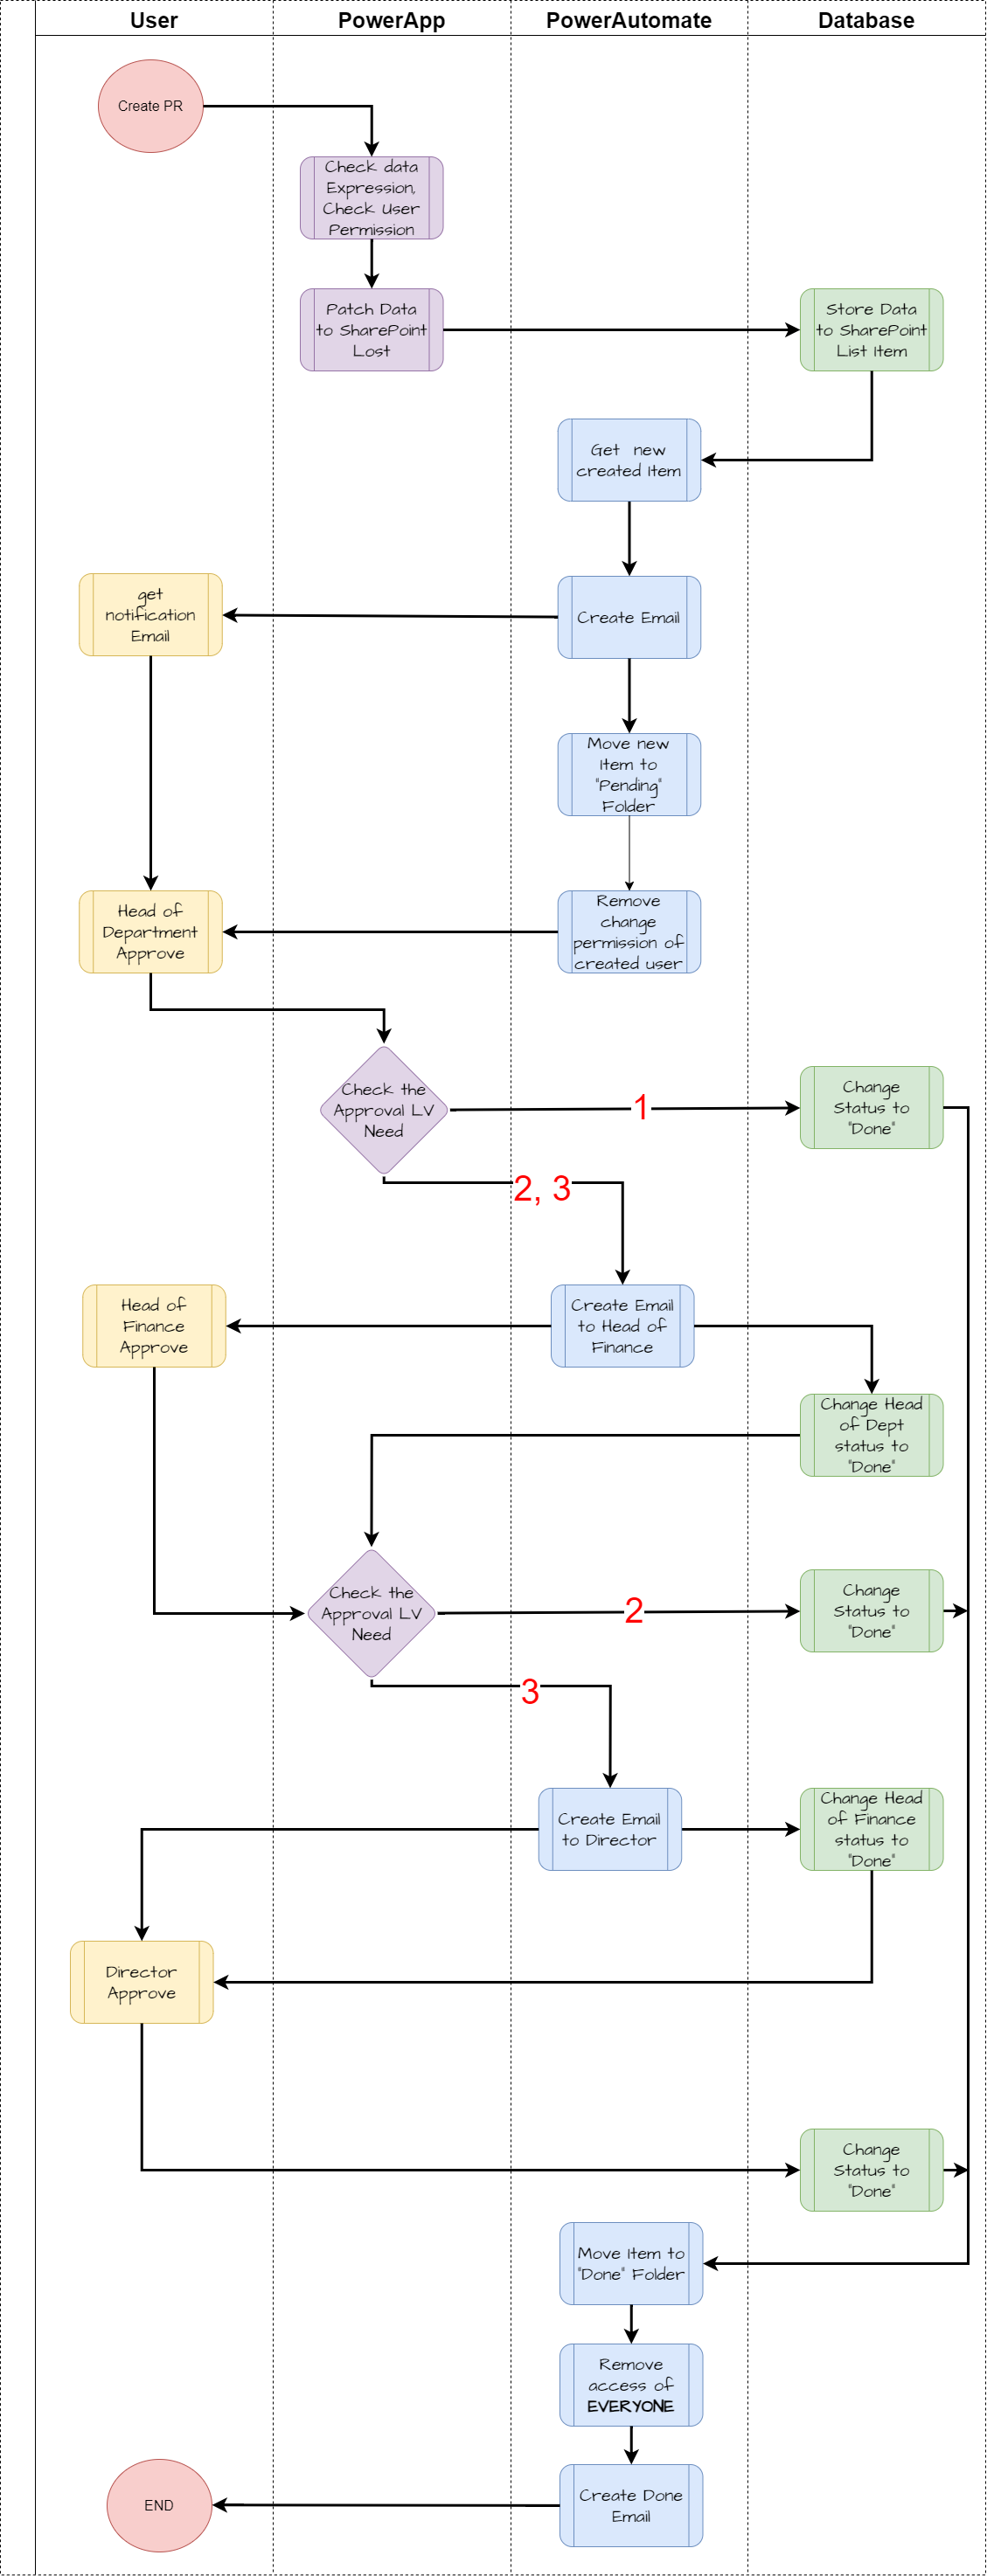 User
PowerApp
PowerAutomate
Database
Create PR
Check data
Expression,
Check User
Permission
Patch Data
to SharePoint
Lost
Store Data
to SharePoint
List Item
Get new
created Item
get
notification
Email
Create Email
Move new
Item to
"Pending"
Folder
Head of
Department
Approve
Remove
change
permission of
created user
Check the
Approval LV
Need
1
Change
Status to
"Done"
2, 3
Head of
Finance
Approve
Create Email
to Head of
Finance
Change Head
of Dept
status to
"Done"
Check the
Approval LV
Need
2
Change
Status to
"Done"
3
Create Email
to Director
Change Head
of Finance
status to
"Done"
Director
Approve
Change
Status to
"Done"
Move Item to
"Done" Folder
Remove
access of
EVERYONE
Create Done
Email
END